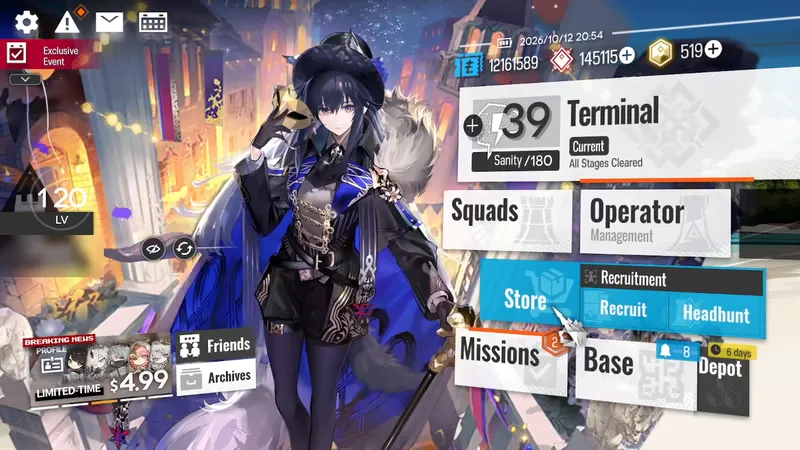 Exclusive
Event
2026/10/12 20:54
12161589
145115
519
39
Sanity /180
Terminal
Current
All Stages Cleared
120
LV
Squads
Operator
Management
Store
Recruitment
Recruit
Headhunt
BREAKING NEWS
PROFILE
LIMITED-TIME
$4.99
Friends
Archives
Missions
2
Base
8
6 days
Depot